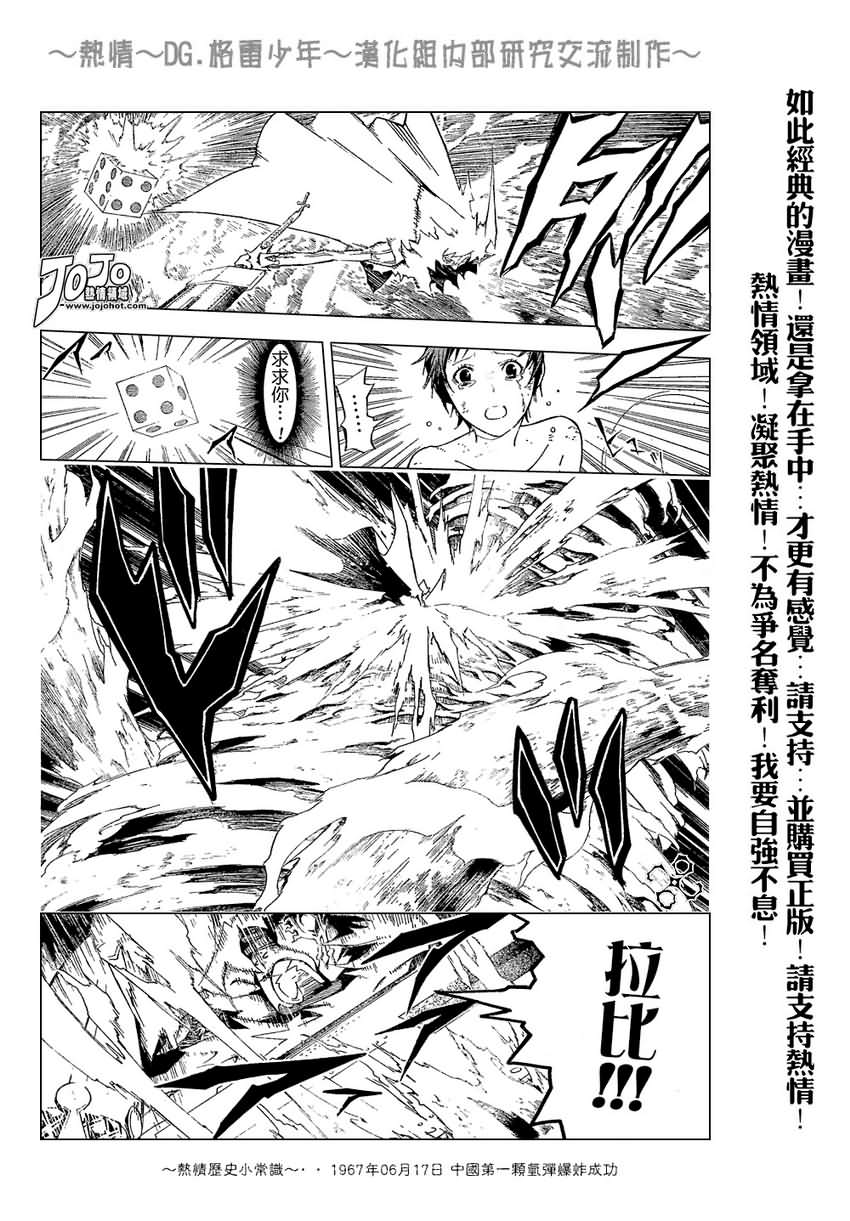 ～熱情～DG.格雷少年～漢化組內部研究交流制作～
如此經典的漫畫！還是拿在手中…才更有感覺…請支持…並購買正版！請支持熱情！
熱情領域！凝聚熱情！不為爭名奪利！我要自強不息！
JOJO
熱情領域
www.jojohot.com
……
求求你…！
拉比!!!
～熱情歷史小常識～．．1967年06月17日 中國第一顆氫彈爆炸成功